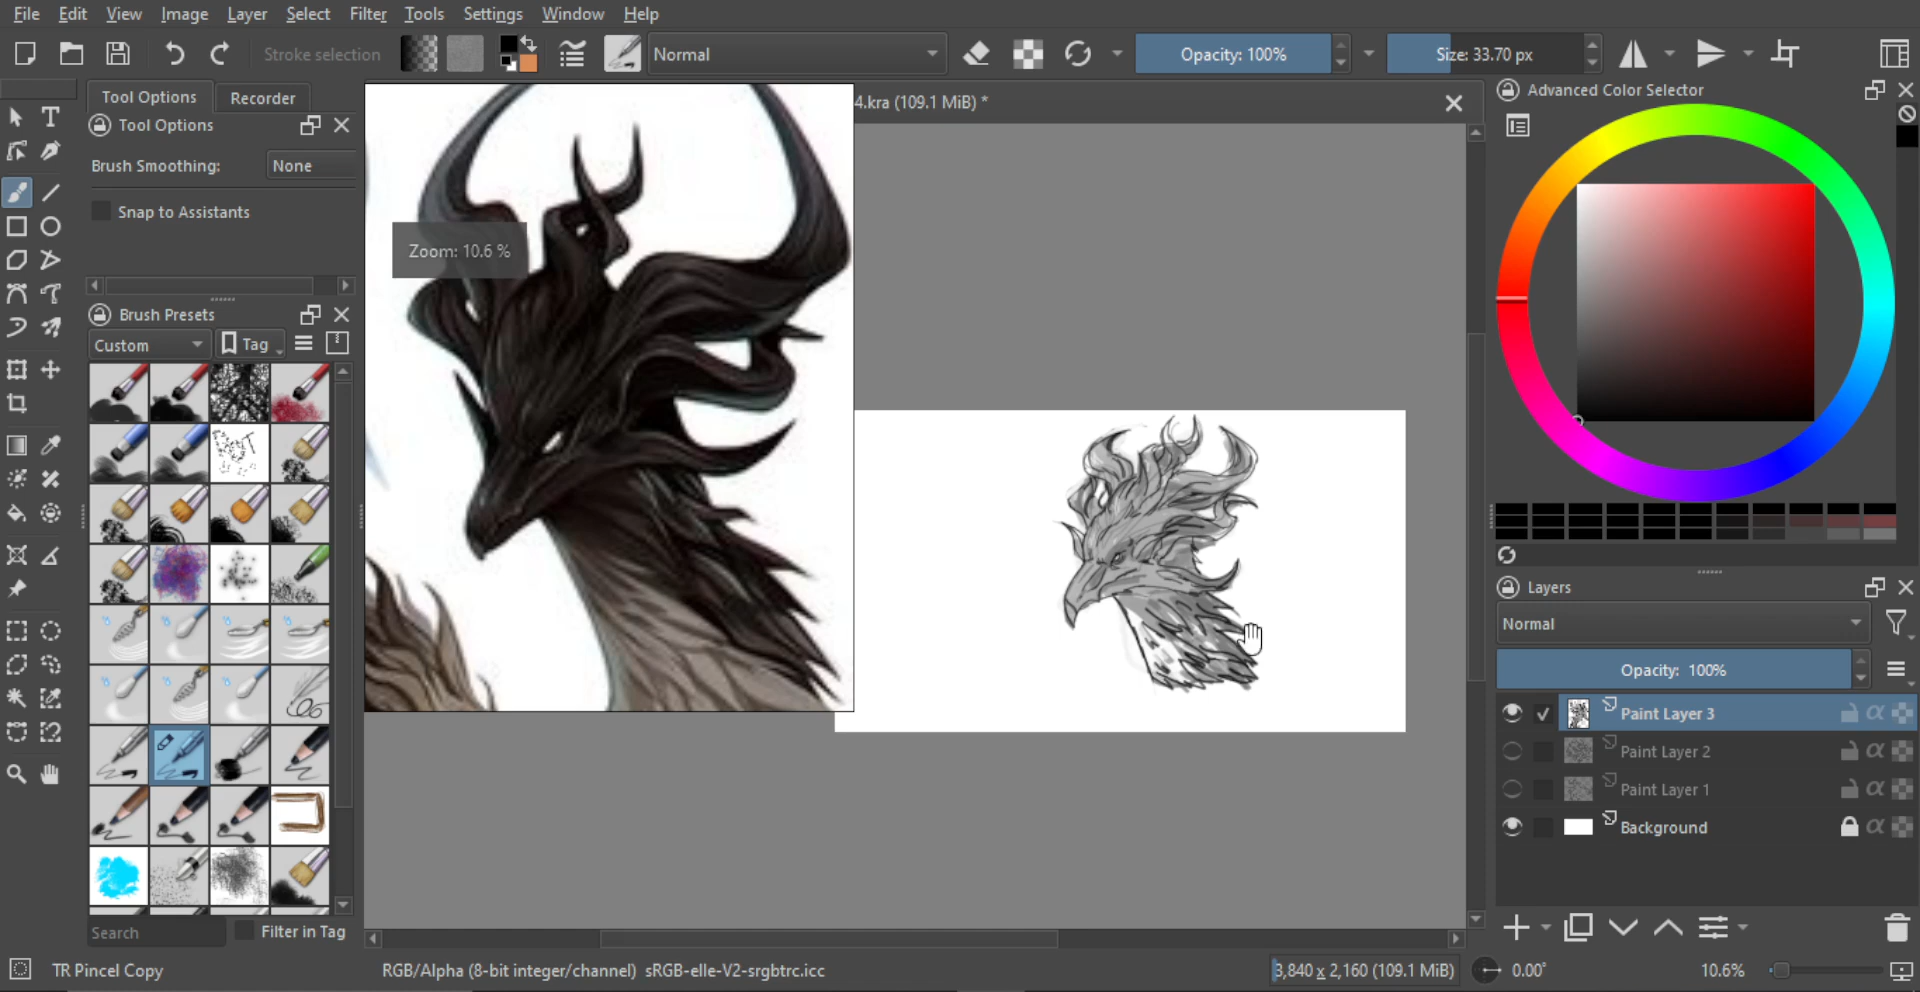 File Edit View Image Layer Select Filter Tools Settings Window Help
Stroke selection Normal Opacity: 100% Size: 33.70 px
Tool Options Recorder
Tool Options
Brush Smoothing: None
Snap to Assistants
Brush Presets
Custom Tag
Search Filter in Tag
Zoom: 10.6 %
4.kra (109.1 MiB) *
Advanced Color Selector
Layers
Normal
Opacity: 100%
Paint Layer 3
Paint Layer 2
Paint Layer 1
Background
TR Pincel Copy RGB/Alpha (8-bit integer/channel) sRGB-elle-V2-srgbtrc.icc 3,840 x 2,160 (109.1 MiB) 0.00° 10.6%